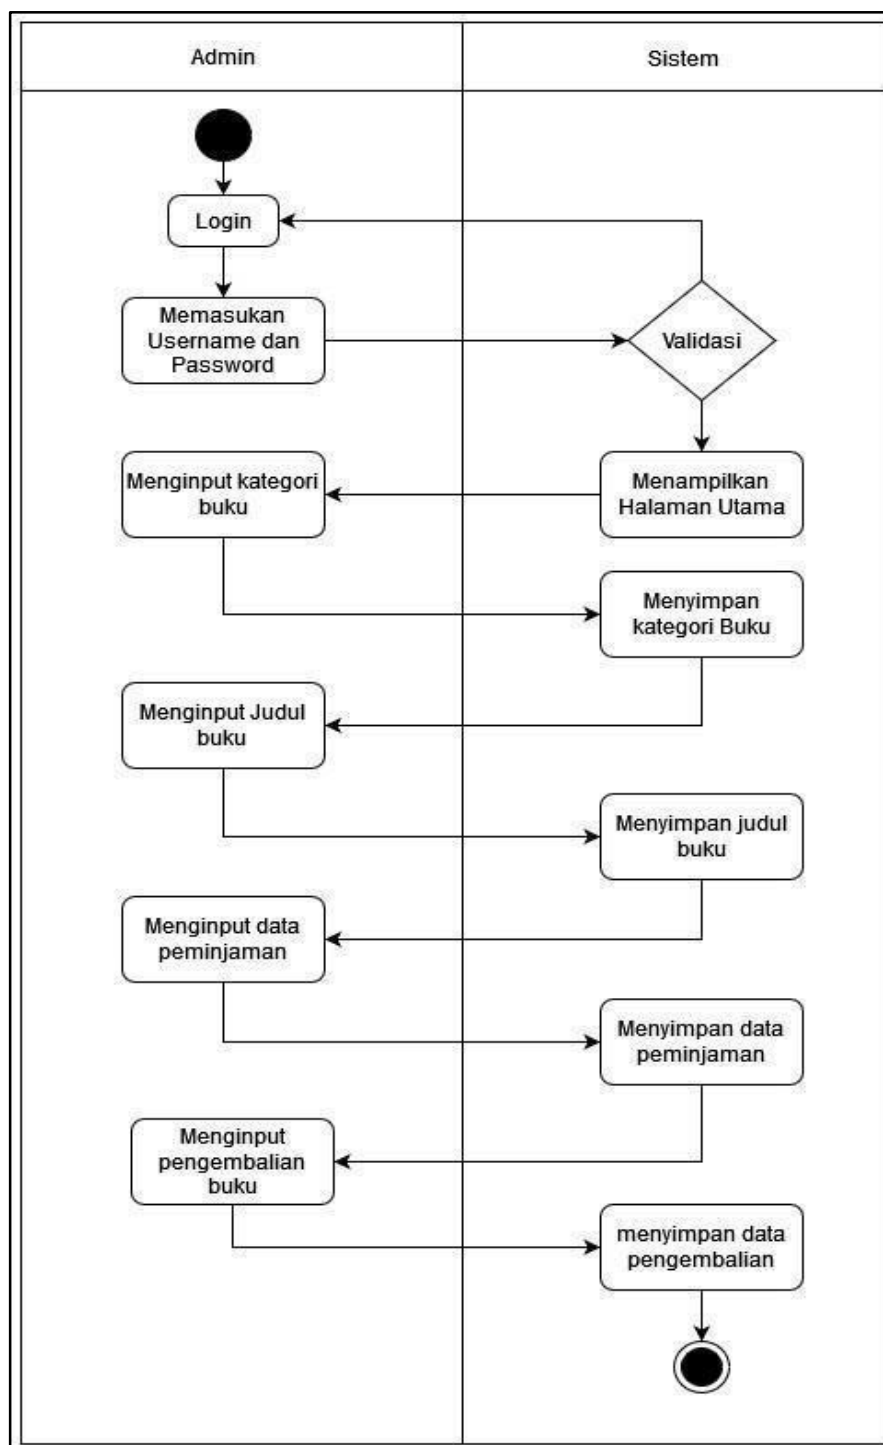 Admin
Sistem
Login
Memasukan
Username dan
Password
Validasi
Menampilkan
Halaman Utama
Menginput kategori
buku
Menyimpan
kategori Buku
Menginput Judul
buku
Menyimpan judul
buku
Menginput data
peminjaman
Menyimpan data
peminjaman
Menginput
pengembalian
buku
menyimpan data
pengembalian